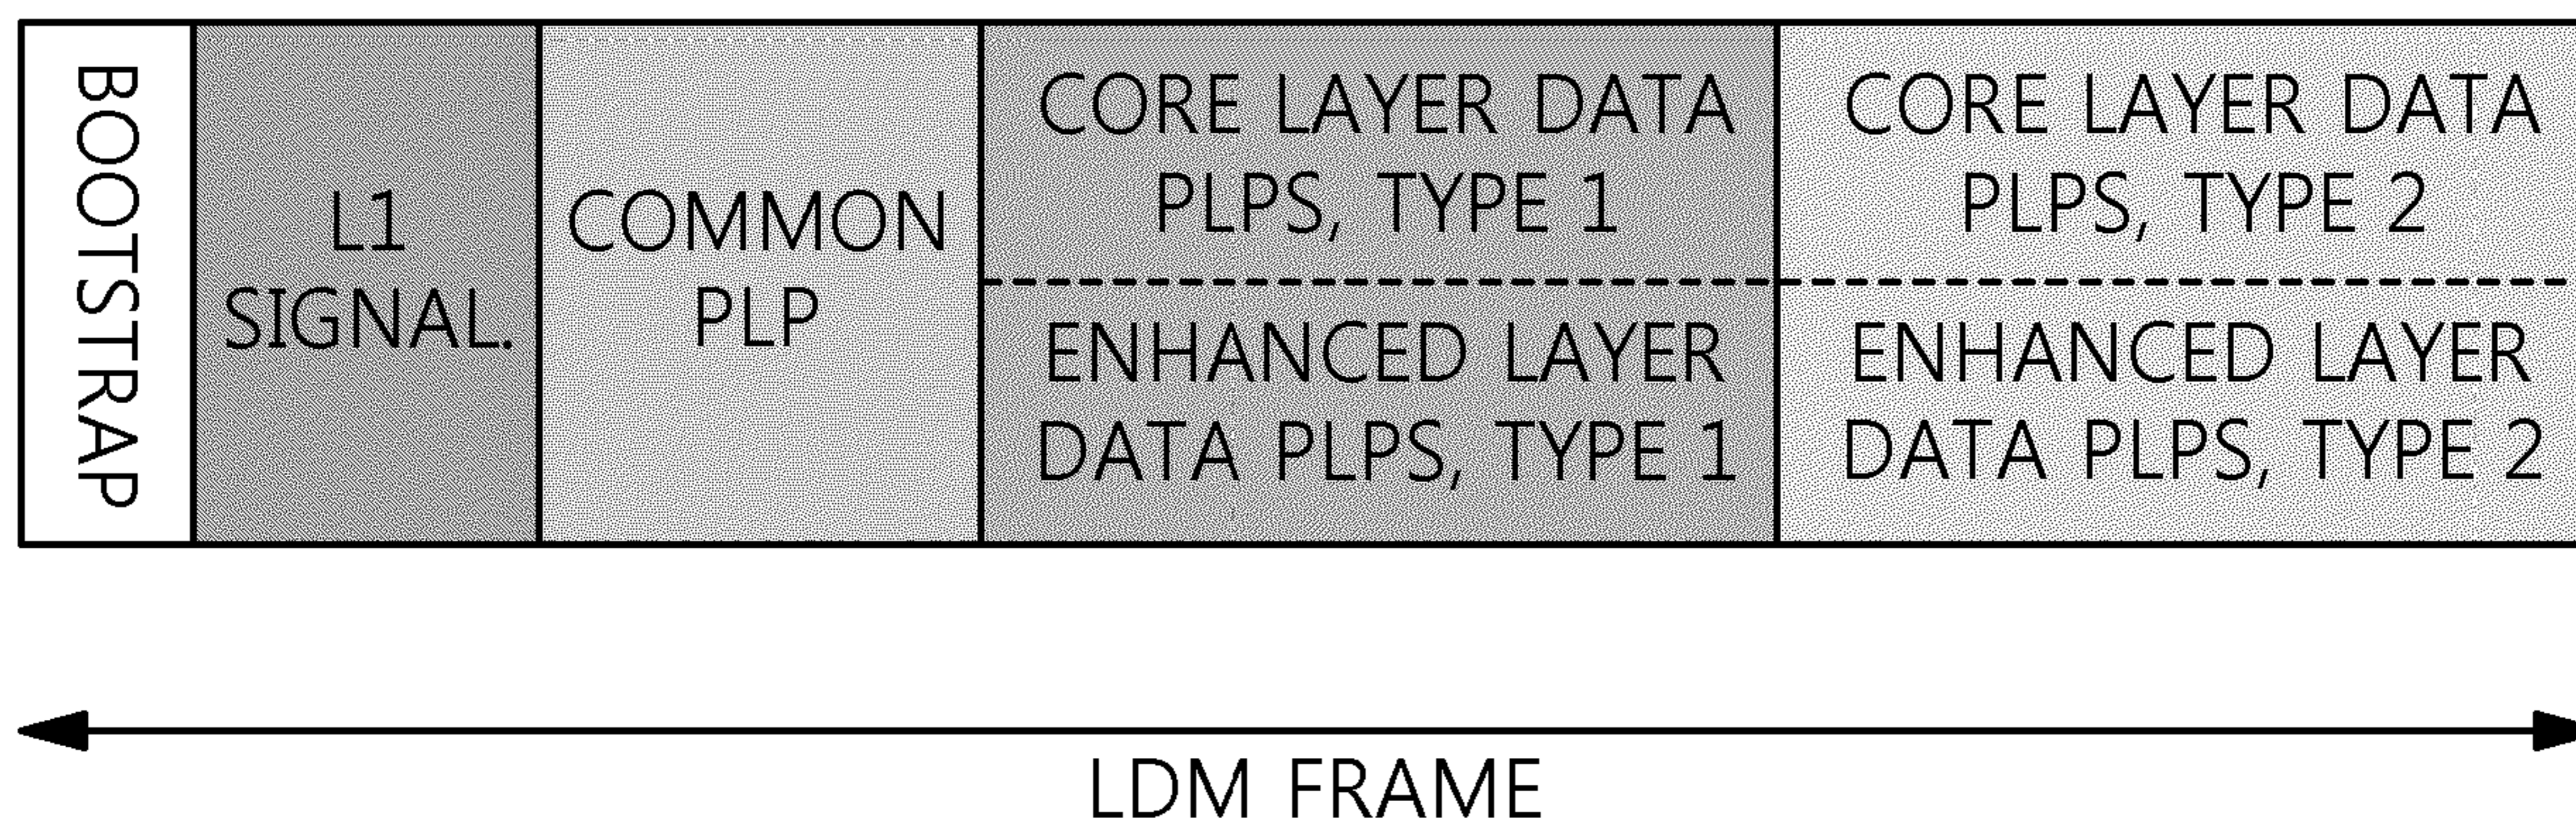 BOOTSTRAP
L1
SIGNAL.
COMMON
PLP
CORE LAYER DATA
PLPS, TYPE 1
ENHANCED LAYER
DATA PLPS, TYPE 1
CORE LAYER DATA
PLPS, TYPE 2
ENHANCED LAYER
DATA PLPS, TYPE 2
LDM FRAME